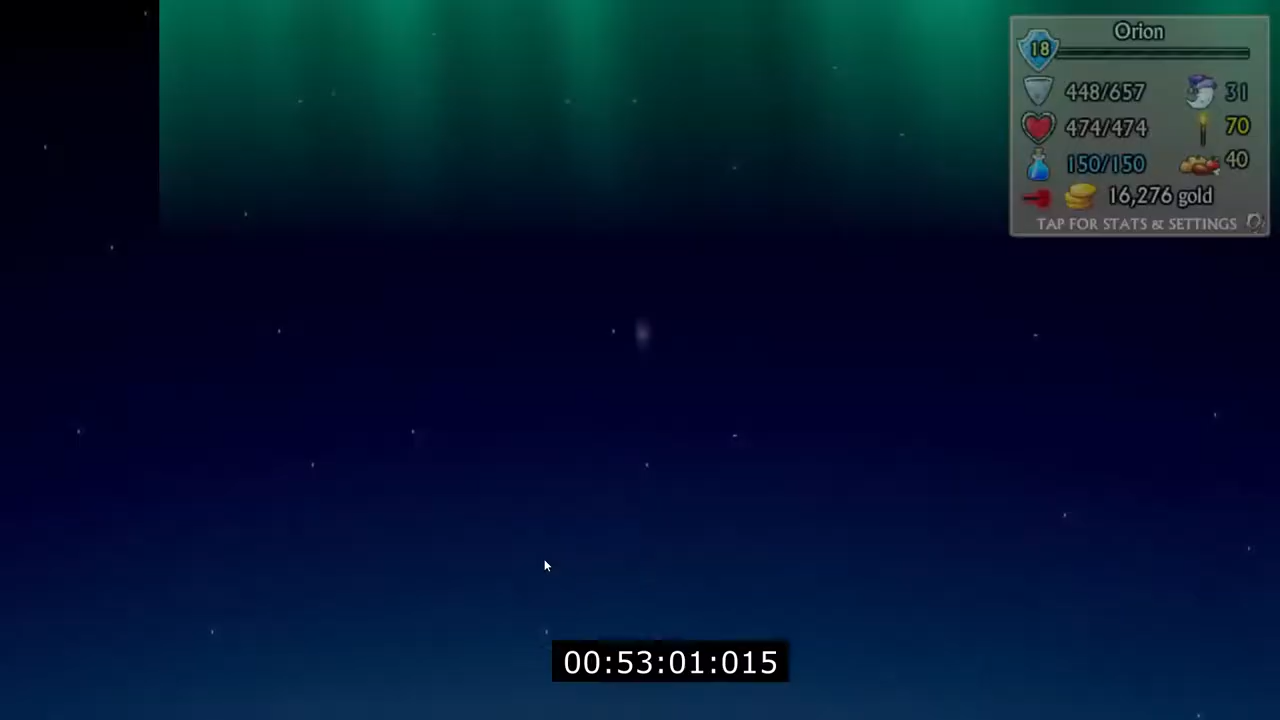 Orion
18
448/657 31
474/474 70
150/150 40
16,276 gold
TAP FOR STATS & SETTINGS
00:53:01:015